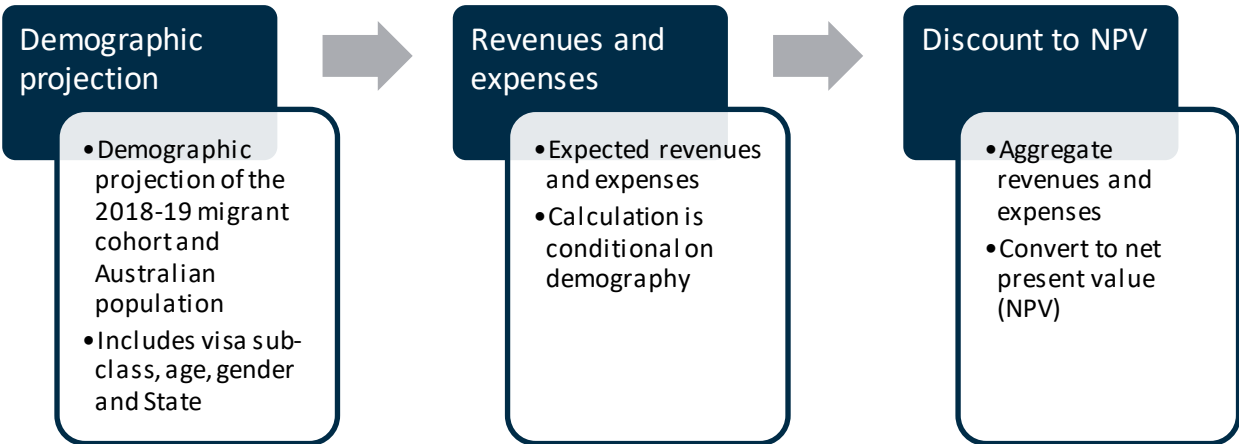 Demographic
projection
•Demographic
projection of the
2018-19 migrant
cohort and
Australian
population
•Includes visa sub-
class, age, gender
and State
Revenues and
expenses
•Expected revenues
and expenses
•Calculation is
conditional on
demography
Discount to NPV
•Aggregate
revenues and
expenses
•Convert to net
present value
(NPV)